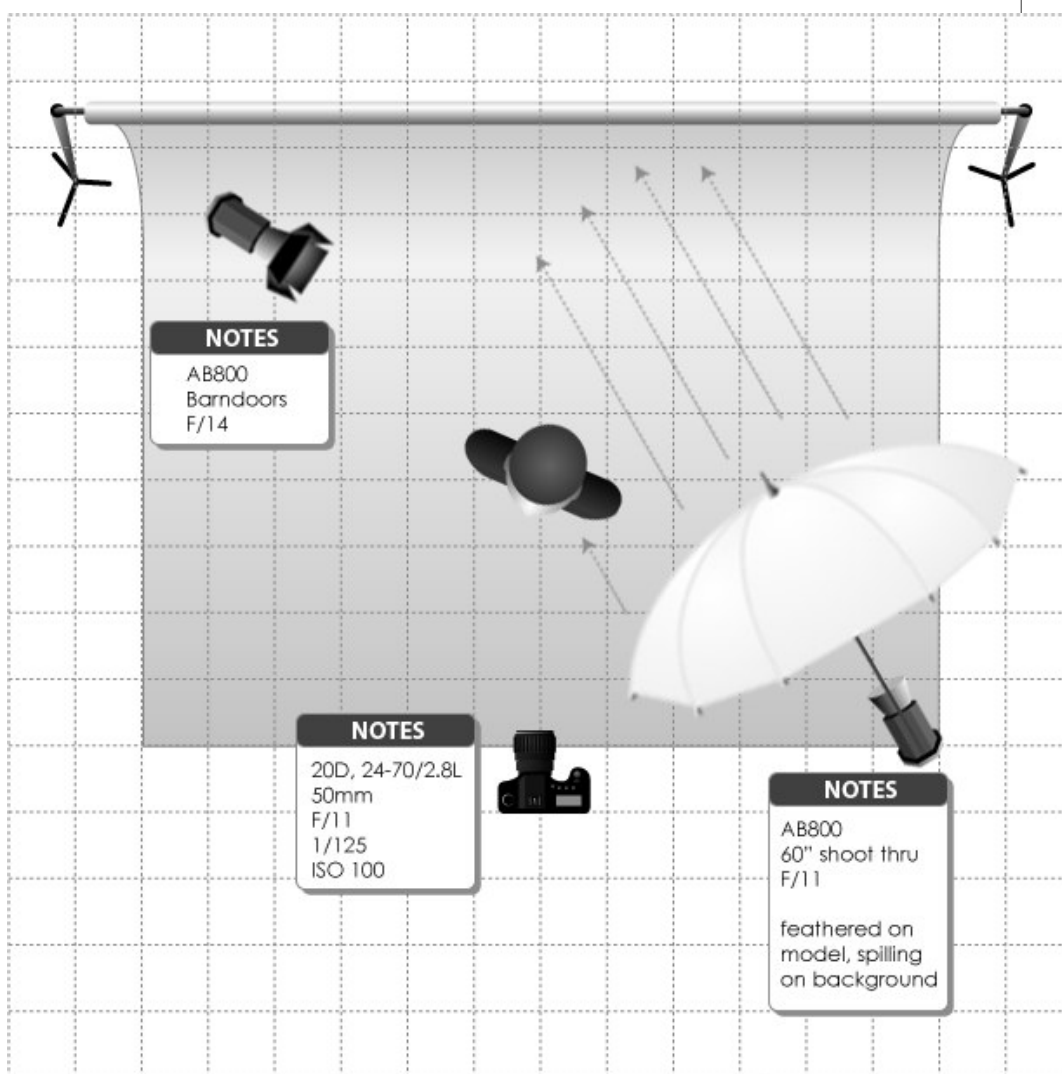 NOTES
AB800
Barndoors
F/14
NOTES
20D, 24-70/2.8L
50mm
F/11
1/125
ISO 100
NOTES
AB800
60” shoot thru
F/11
feathered on
model, spilling
on background